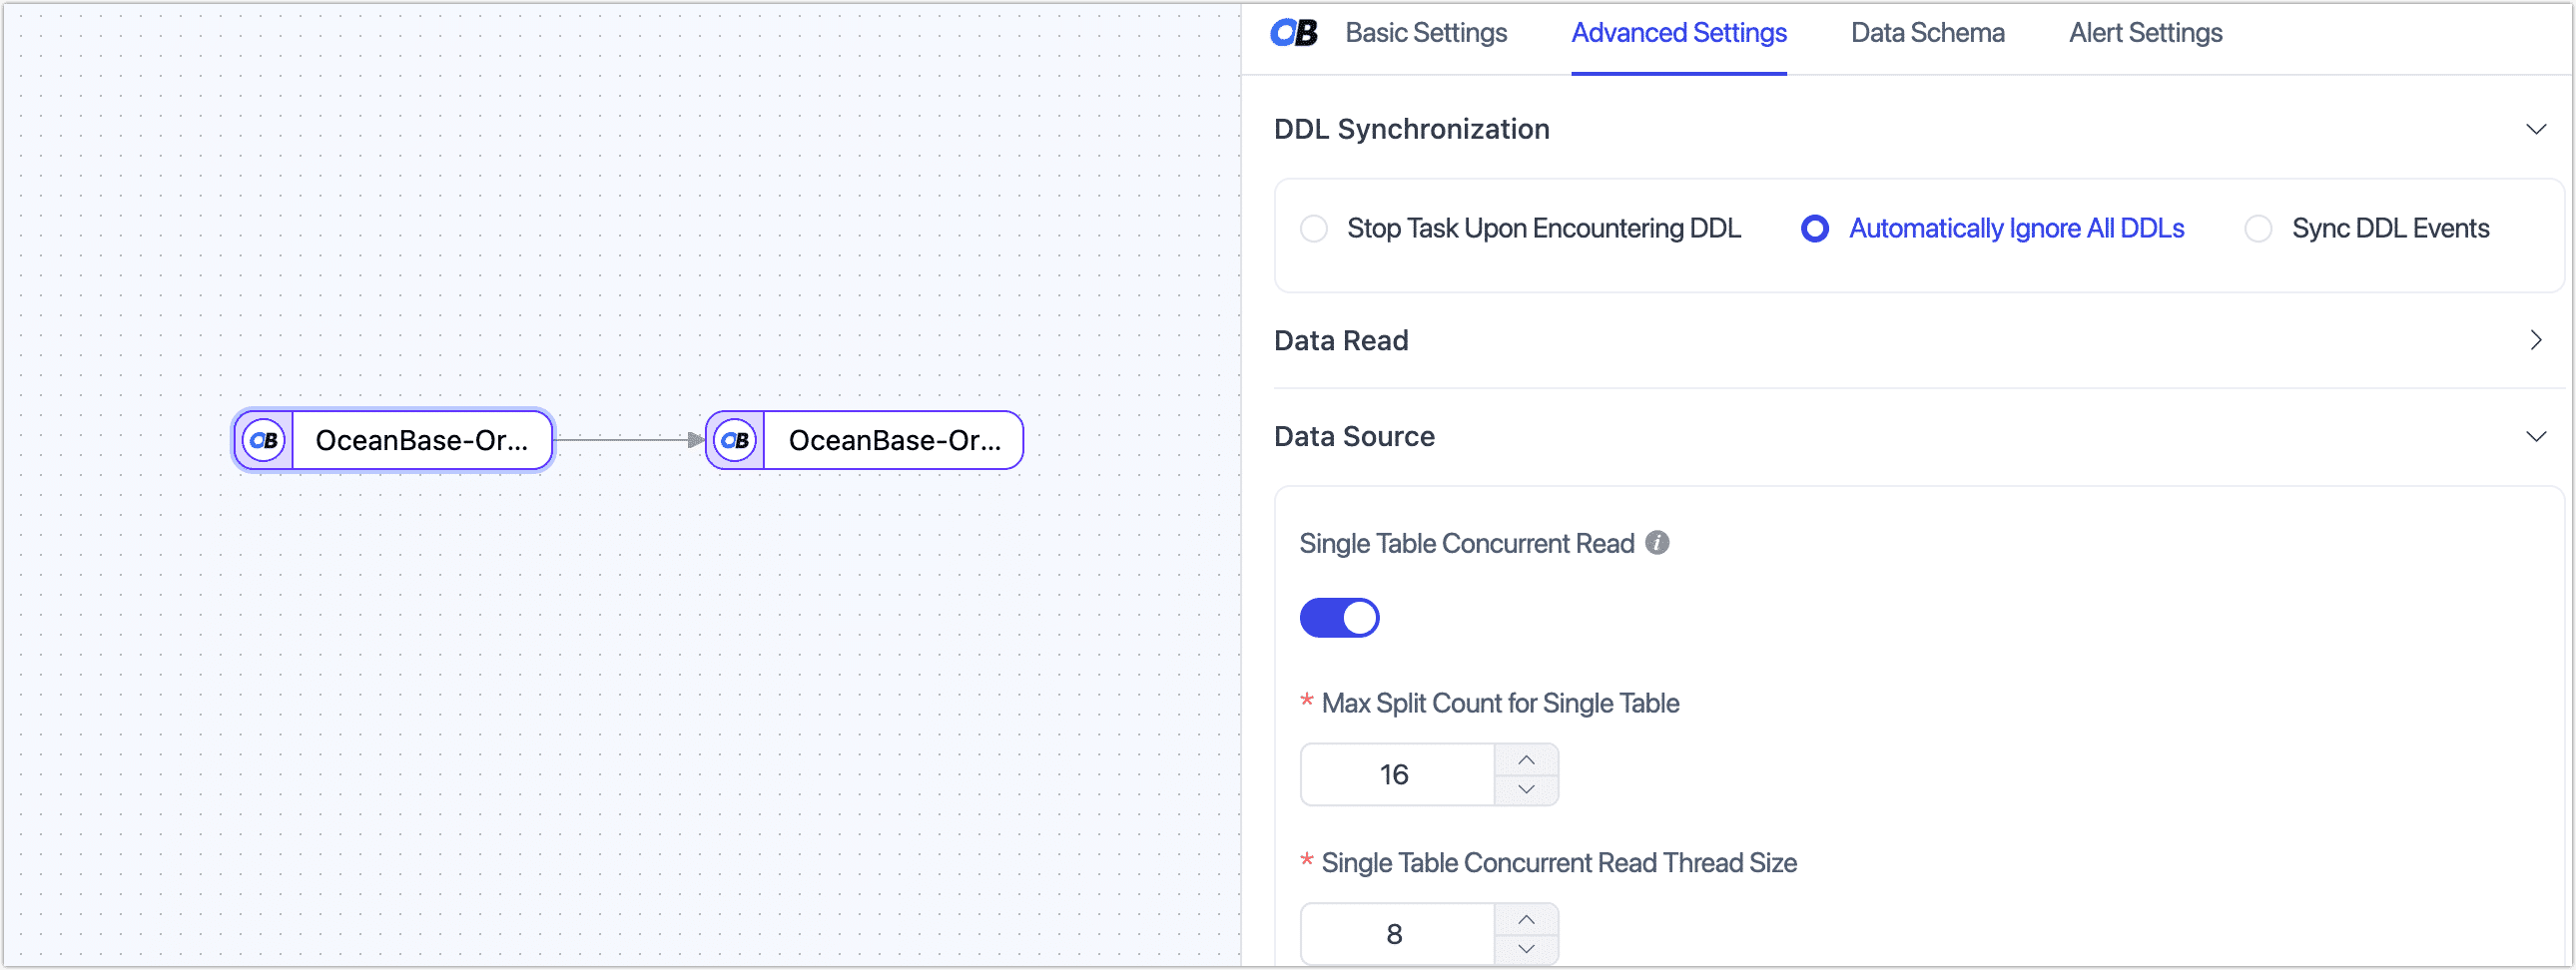 OB Basic Settings Advanced Settings Data Schema Alert Settings
DDL Synchronization
Stop Task Upon Encountering DDL Automatically Ignore All DDLs Sync DDL Events
Data Read
OB OceanBase-Or... OB OceanBase-Or...
Data Source
Single Table Concurrent Read i
* Max Split Count for Single Table
16
* Single Table Concurrent Read Thread Size
8